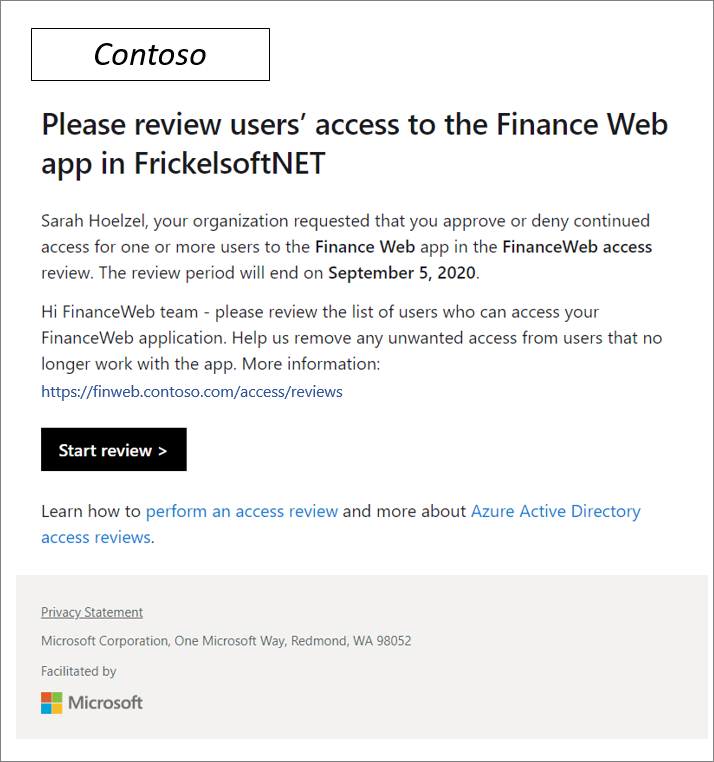 Contoso
Please review users’ access to the Finance Web
app in FrickelsoftNET
Sarah Hoelzel, your organization requested that you approve or deny continued
access for one or more users to the Finance Web app in the FinanceWeb access
review. The review period will end on September 5, 2020.
Hi FinanceWeb team - please review the list of users who can access your
FinanceWeb application. Help us remove any unwanted access from users that no
longer work with the app. More information:
https://finweb.contoso.com/access/reviews
Start review >
Learn how to perform an access review and more about Azure Active Directory
access reviews.
Privacy Statement
Microsoft Corporation, One Microsoft Way, Redmond, WA 98052
Facilitated by
Microsoft